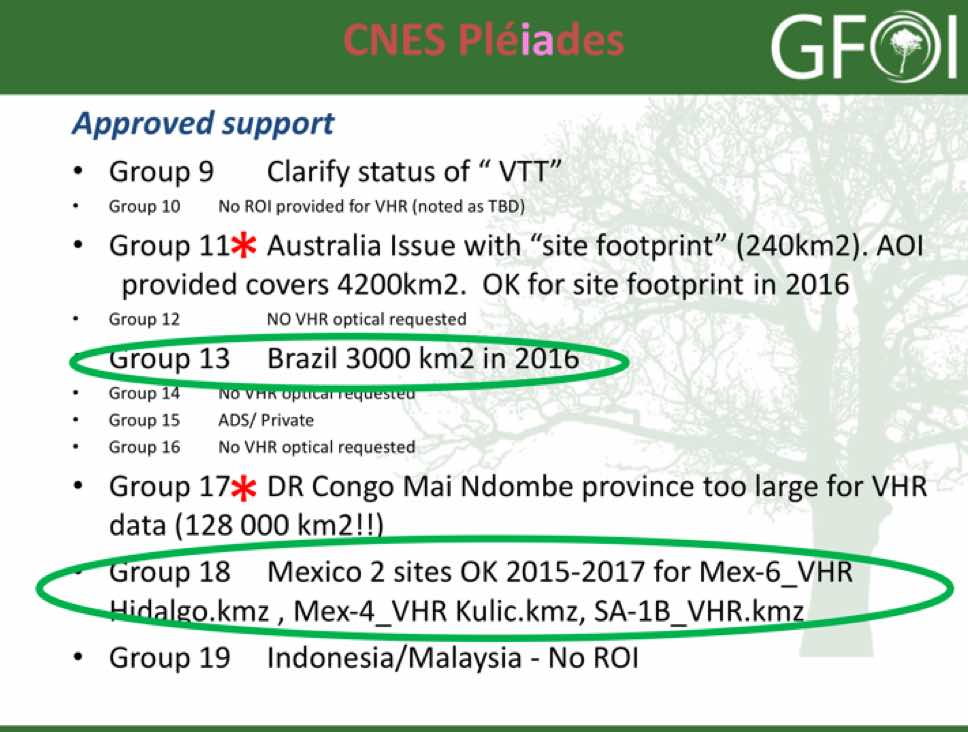 CNES Pléiades
GFOI
Approved support
• Group 9 Clarify status of “ VTT”
• Group 10 No ROI provided for VHR (noted as TBD)
• Group 11* Australia Issue with “site footprint” (240km2). AOI
provided covers 4200km2. OK for site footprint in 2016
• Group 12 NO VHR optical requested
• Group 13 Brazil 3000 km2 in 2016
• Group 14 No VHR optical requested
• Group 15 ADS/ Private
• Group 16 No VHR optical requested
• Group 17* DR Congo Mai Ndombe province too large for VHR
data (128 000 km2!!)
• Group 18 Mexico 2 sites OK 2015-2017 for Mex-6_VHR
Hidalgo.kmz , Mex-4_VHR Kulic.kmz, SA-1B_VHR.kmz
• Group 19 Indonesia/Malaysia - No ROI